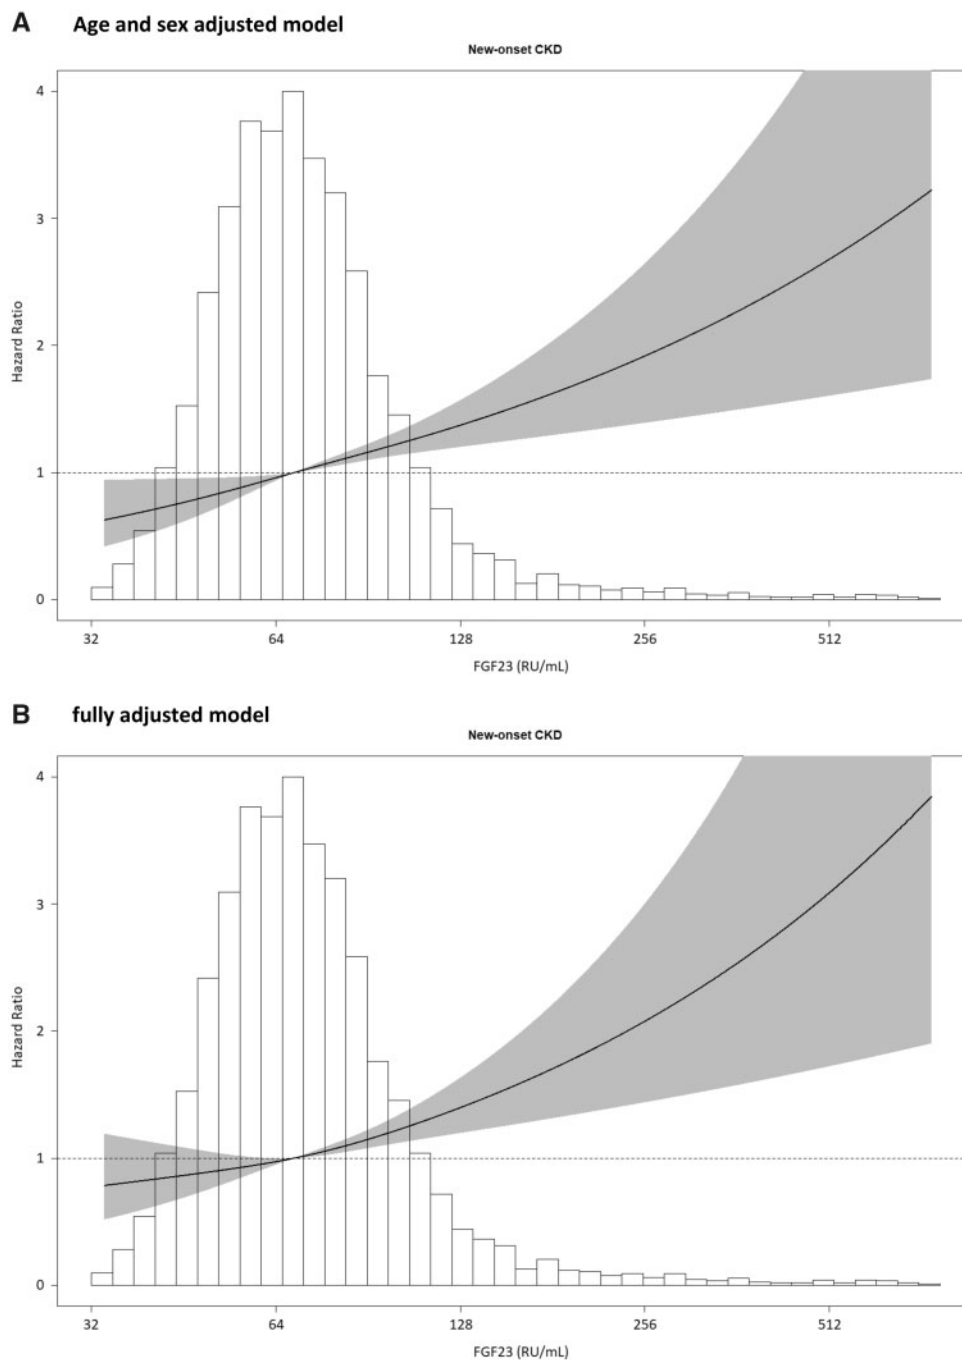 A Age and sex adjusted model
New-onset CKD
4
3
2
1
0
Hazard Ratio
32 64 128 256 512
FGF23 (RU/mL)
B fully adjusted model
New-onset CKD
4
3
2
1
0
Hazard Ratio
32 64 128 256 512
FGF23 (RU/mL)